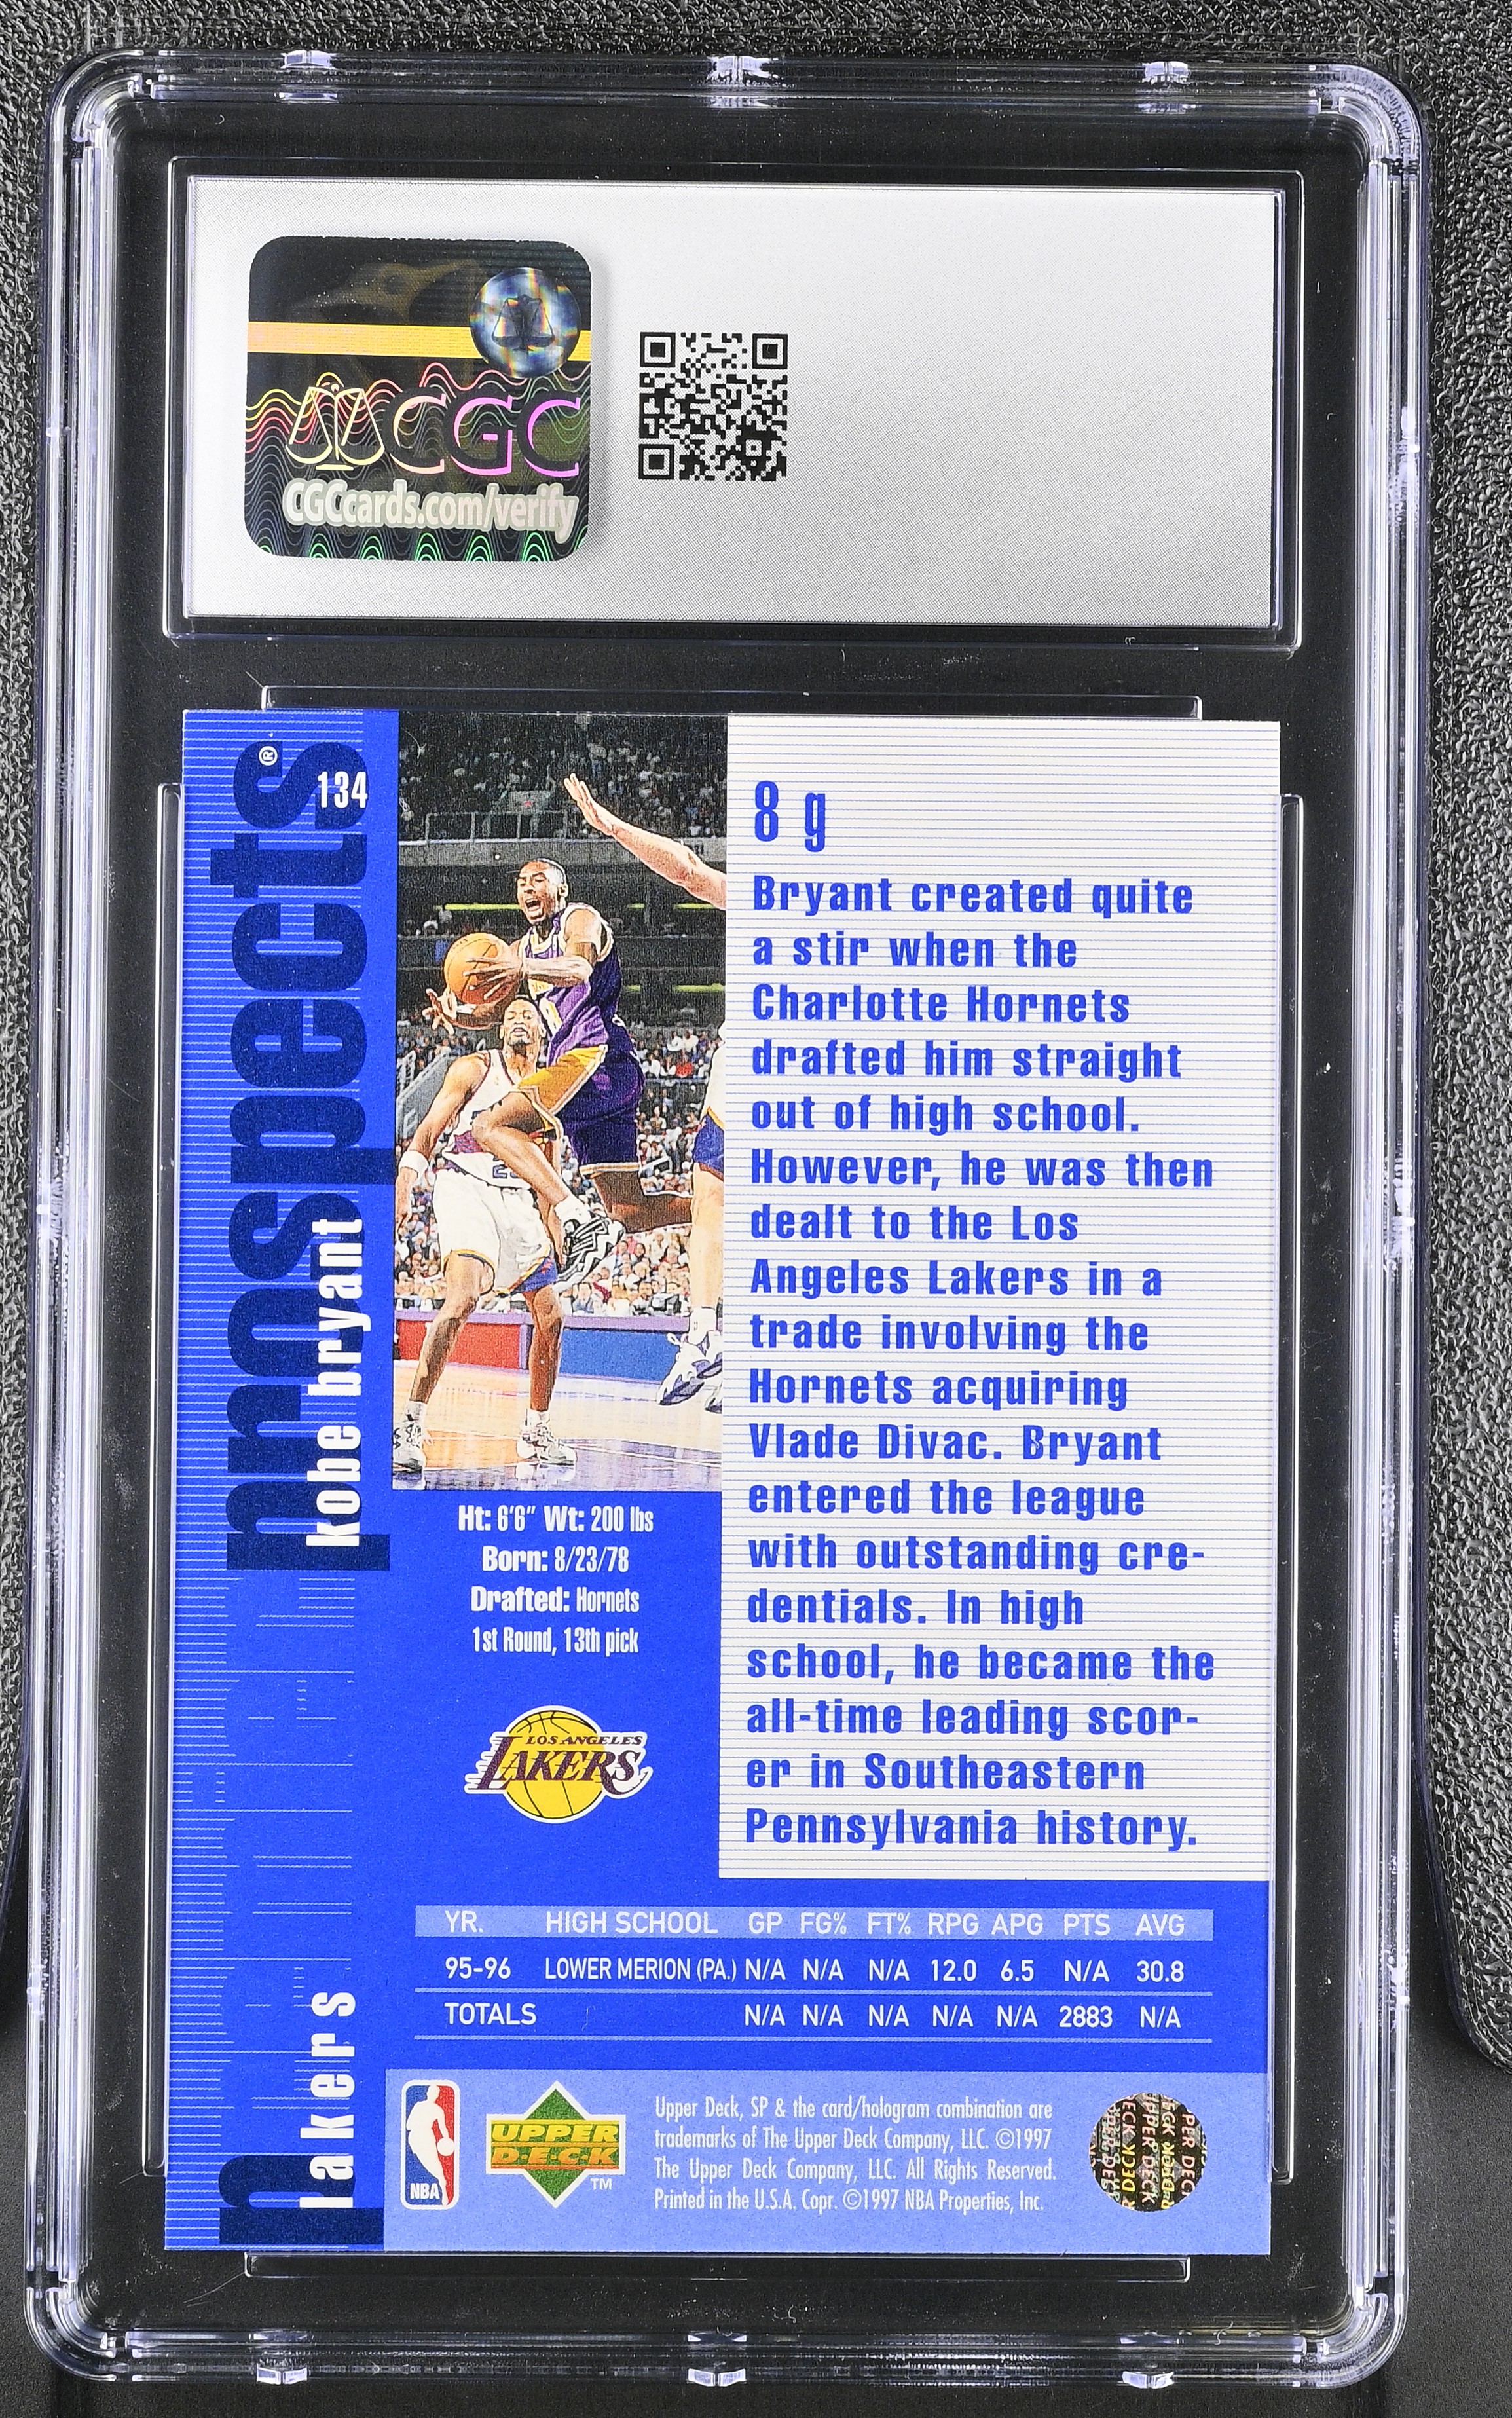 CGC
CGCcards.com/verify
prospects®
134
kobe bryant
lakers
8 g
Bryant created quite
a stir when the
Charlotte Hornets
drafted him straight
out of high school.
However, he was then
dealt to the Los
Angeles Lakers in a
trade involving the
Hornets acquiring
Vlade Divac. Bryant
entered the league
with outstanding cre-
dentials. In high
school, he became the
all-time leading scor-
er in Southeastern
Pennsylvania history.
Ht: 6'6" Wt: 200 lbs
Born: 8/23/78
Drafted: Hornets
1st Round, 13th pick
LOS ANGELES
LAKERS
YR. HIGH SCHOOL GP FG% FT% RPG APG PTS AVG
95-96 LOWER MERION (PA.) N/A N/A N/A 12.0 6.5 N/A 30.8
TOTALS N/A N/A N/A N/A N/A 2883 N/A
NBA
UPPER
DECK
™
Upper Deck, SP & the card/hologram combination are
trademarks of The Upper Deck Company, LLC. ©1997
The Upper Deck Company, LLC. All Rights Reserved.
Printed in the U.S.A. Copr. ©1997 NBA Properties, Inc.